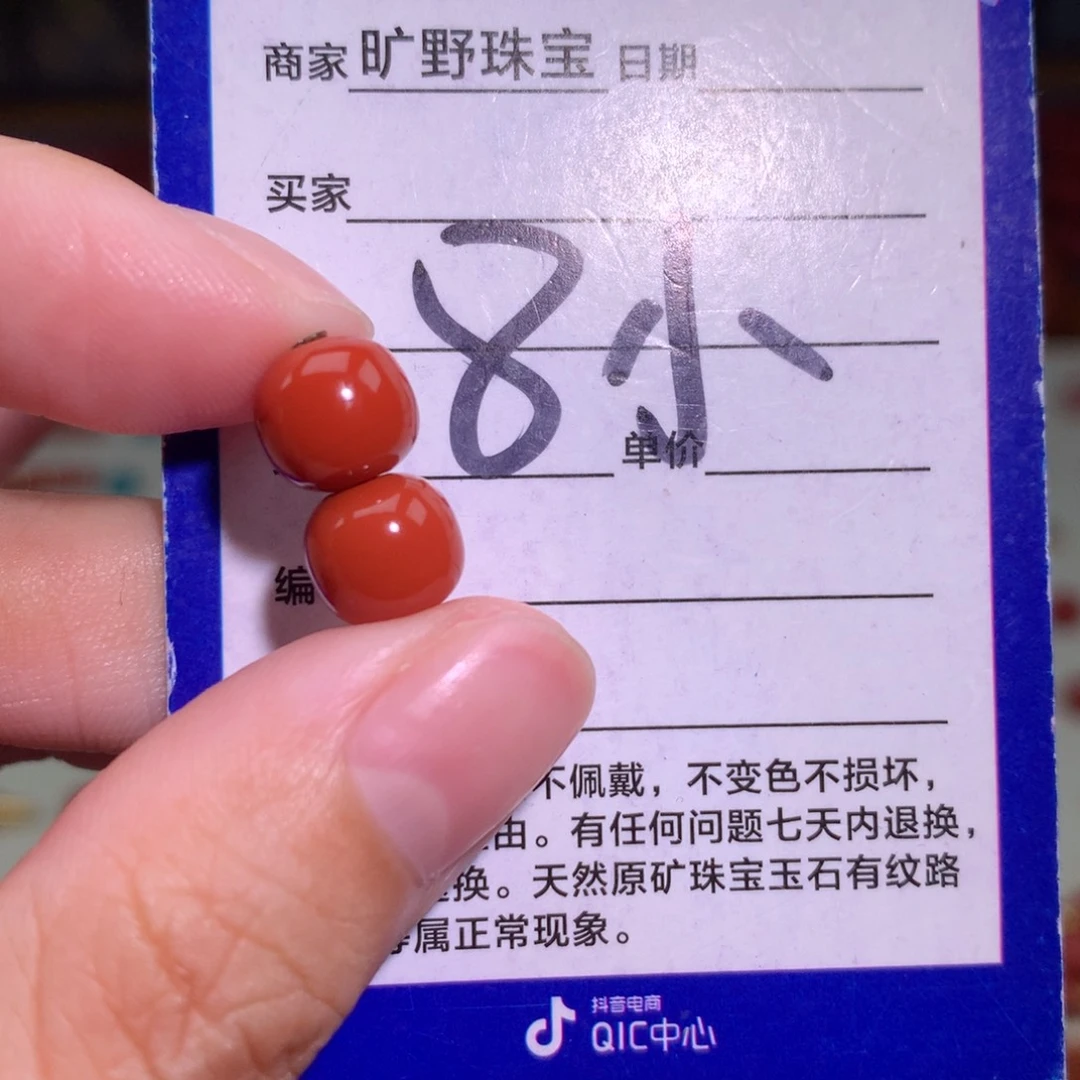 商家 旷野珠宝 日期
买家
8小
单价
编
不佩戴，不变色不损坏，
由。有任何问题七天内退换，
换。天然原矿珠宝玉石有纹路
属正常现象。
抖音电商
QIC中心